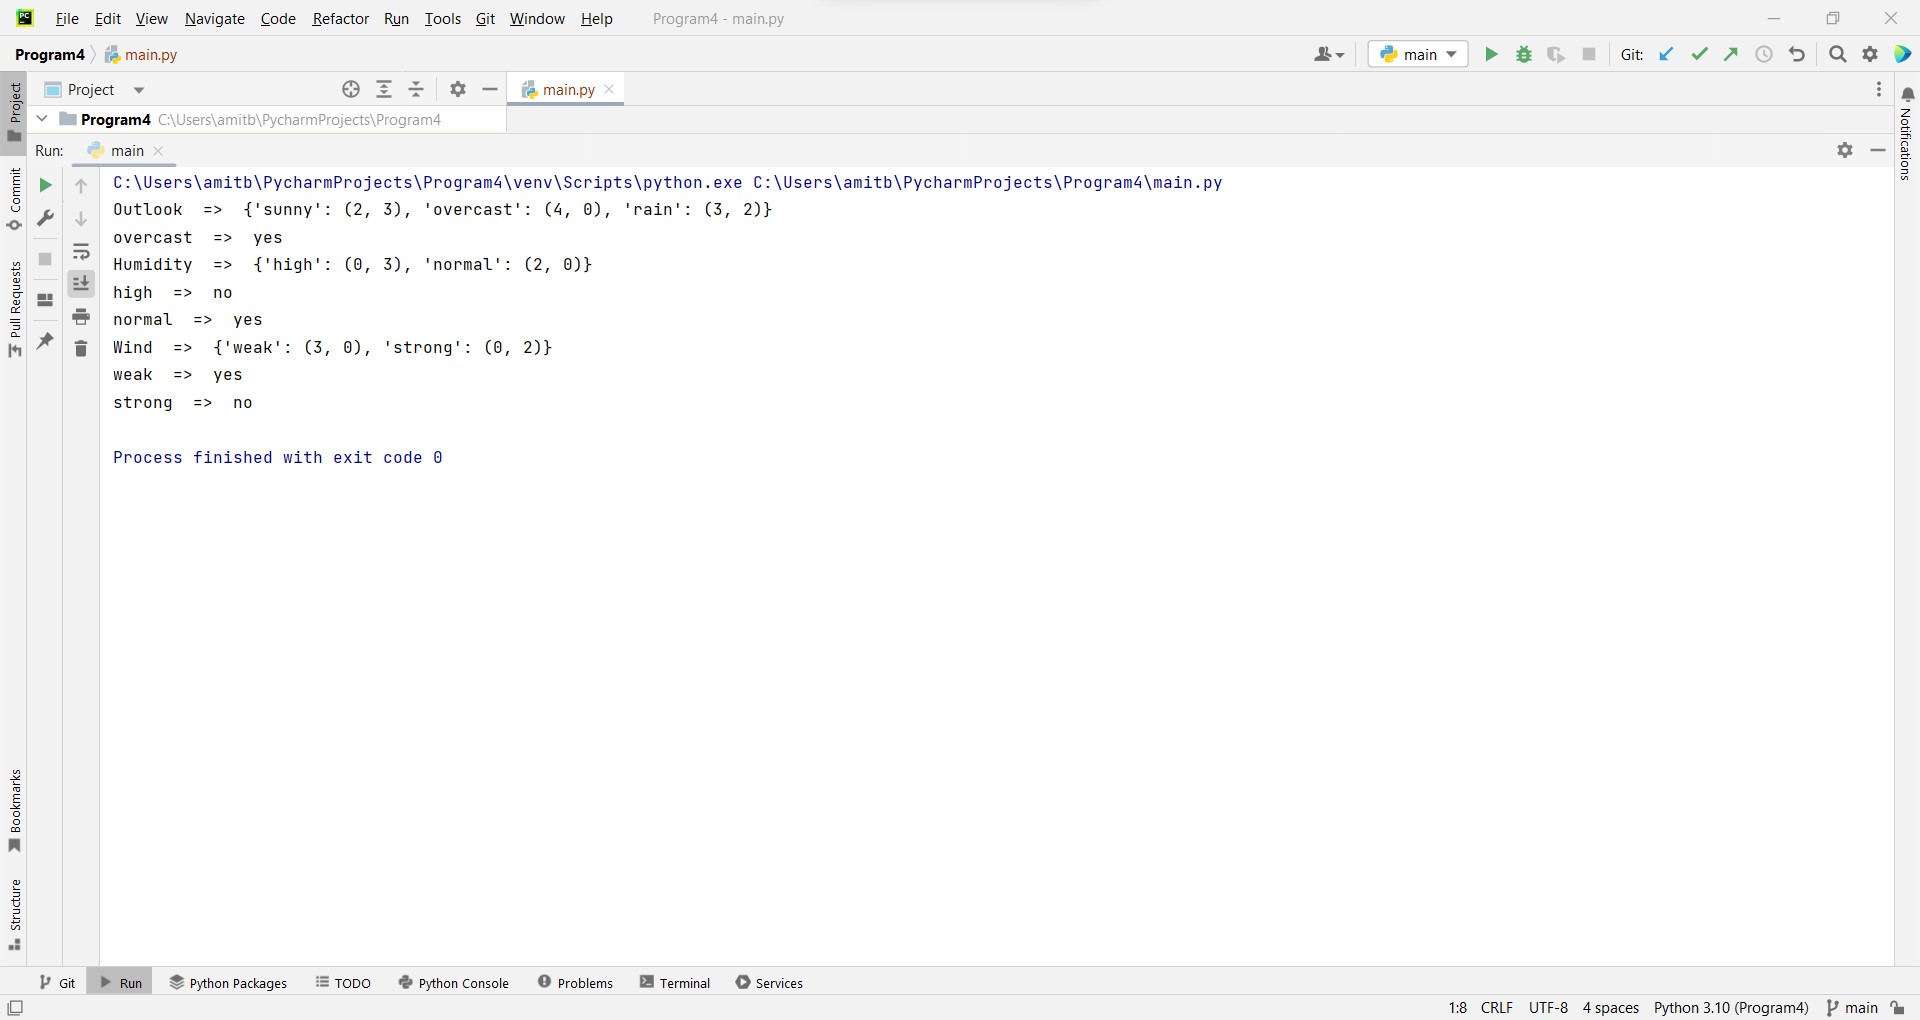 PC
File Edit View Navigate Code Refactor Run Tools Git Window Help Program4 - main.py
Program4 main.py
main
Git:
Project
main.py
Program4 C:\Users\amitb\PycharmProjects\Program4
Run: main
C:\Users\amitb\PycharmProjects\Program4\venv\Scripts\python.exe C:\Users\amitb\PycharmProjects\Program4\main.py
Outlook  =>  {'sunny': (2, 3), 'overcast': (4, 0), 'rain': (3, 2)}
overcast  =>  yes
Humidity  =>  {'high': (0, 3), 'normal': (2, 0)}
high  =>  no
normal  =>  yes
Wind  =>  {'weak': (3, 0), 'strong': (0, 2)}
weak  =>  yes
strong  =>  no
Process finished with exit code 0
Project
Commit
Pull Requests
Bookmarks
Structure
Notifications
Git Run Python Packages TODO Python Console Problems Terminal Services
1:8 CRLF UTF-8 4 spaces Python 3.10 (Program4) main